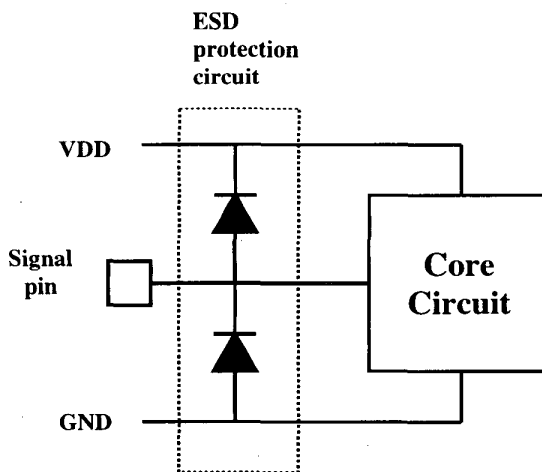 ESD
protection
circuit
VDD
Signal
pin
Core
Circuit
GND